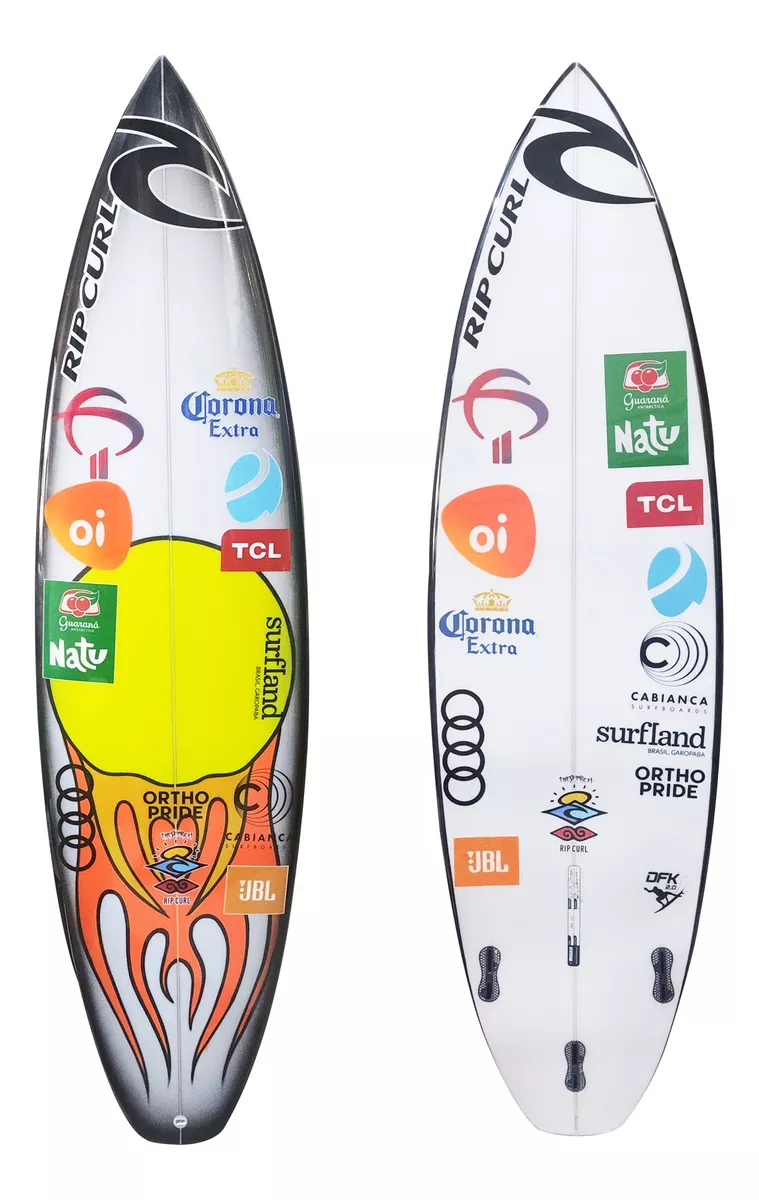 RIP CURL
Corona
Extra
oi
TCL
Guaraná
ANTARCTICA
Natu
surfland
BRASIL, GAROPABA
ORTHO
PRIDE
CABIANCA
SURFBOARDS
JBL
RIP CURL
RIP CURL
Guaraná
ANTARCTICA
Natu
TCL
oi
Corona
Extra
CABIANCA
SURFBOARDS
surfland
BRASIL, GAROPABA
ORTHO
PRIDE
RIP CURL
JBL
DFK
2.0